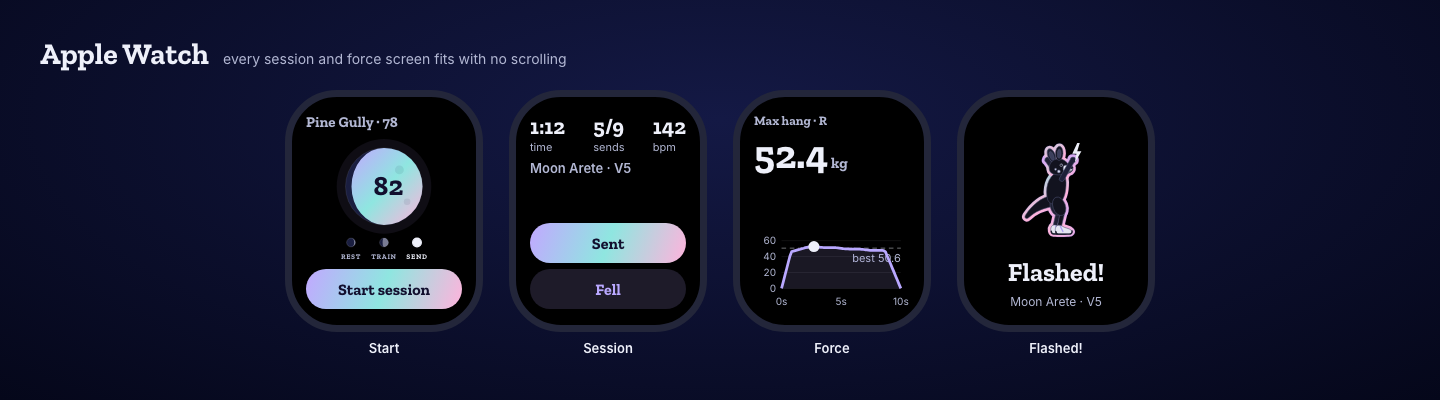 Apple Watch every session and force screen fits with no scrolling
Pine Gully · 78
82
REST TRAIN SEND
Start session
Start
1:12 5/9 142
time sends bpm
Moon Arete · V5
Sent
Fell
Session
Max hang · R
52.4 kg
60
40
20
0
best 50.6
0s 5s 10s
Force
Flashed!
Moon Arete · V5
Flashed!